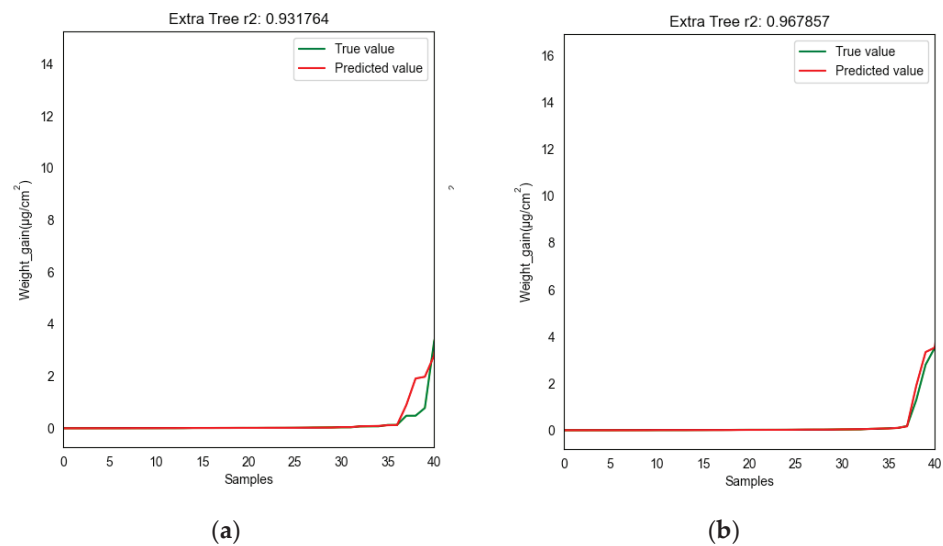 Extra Tree r2: 0.931764
True value
Predicted value
14
12
10
8
6
4
2
0
Weight_gain(μg/cm²)
0 5 10 15 20 25 30 35 40
Samples
(a)
2
Extra Tree r2: 0.967857
True value
Predicted value
16
14
12
10
8
6
4
2
0
Weight_gain(μg/cm²)
0 5 10 15 20 25 30 35 40
Samples
(b)